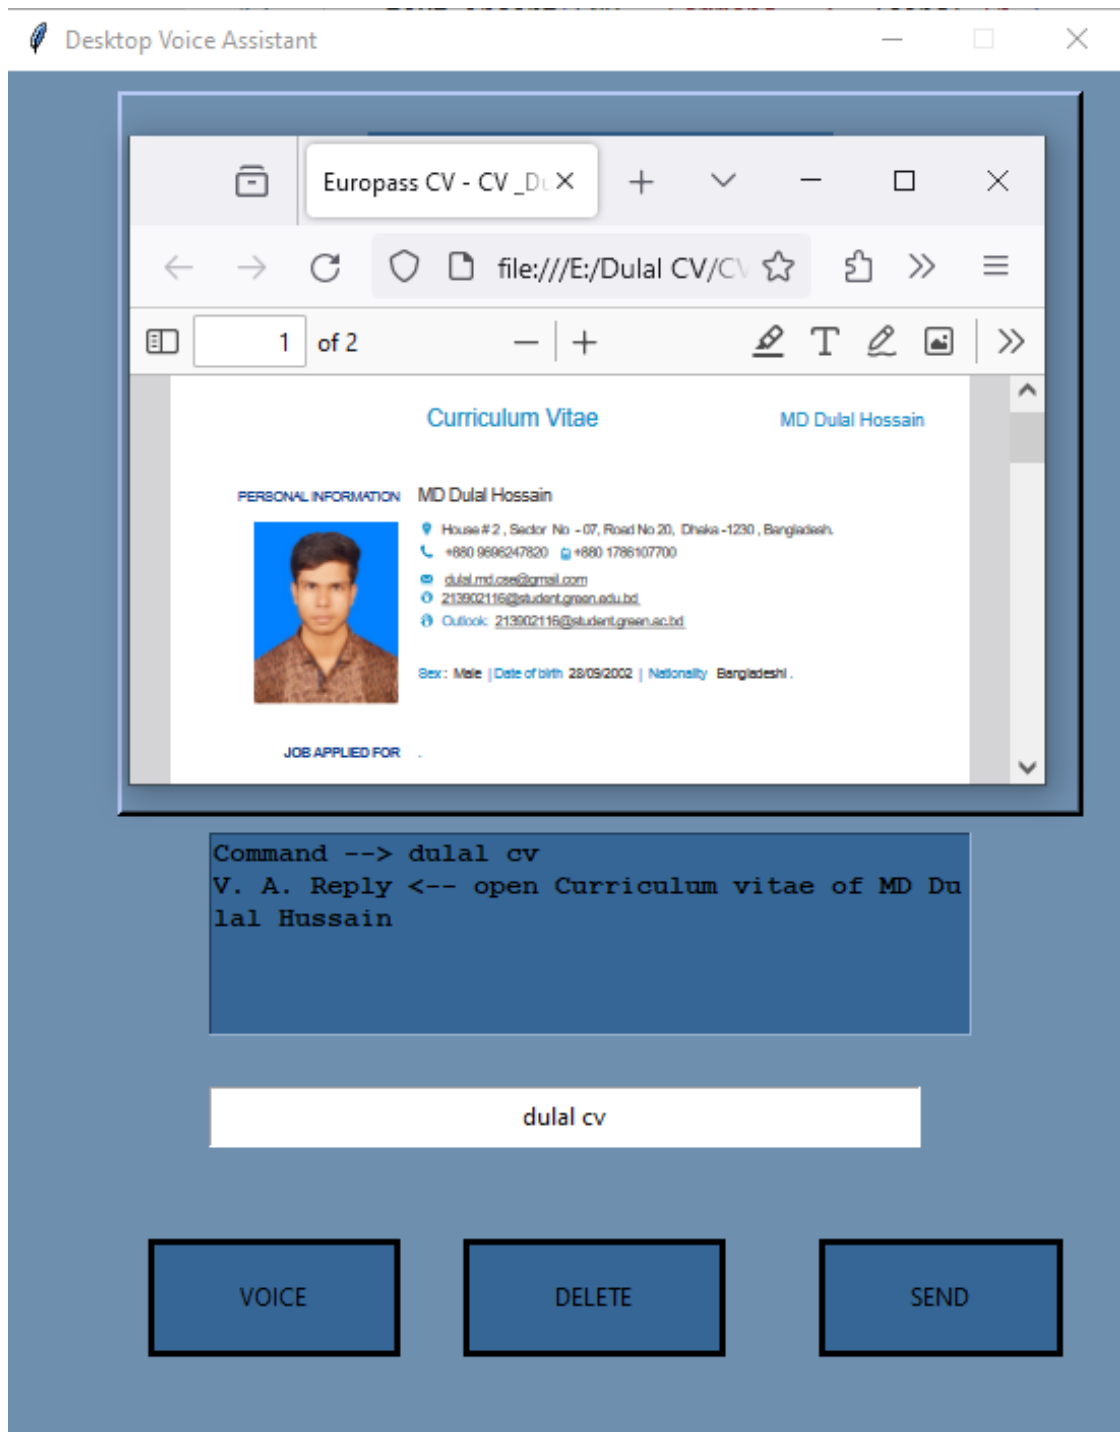 Desktop Voice Assistant
Europass CV - CV _Du
file:///E:/Dulal CV/CV
1 of 2
Curriculum Vitae
MD Dulal Hossain
PERSONAL INFORMATION
MD Dulal Hossain
House # 2 , Sector No - 07, Road No 20, Dhaka -1230 , Bangladesh.
+880 9696247820 +880 1786107700
dulal.md.cse@gmail.com
213902116@student.green.edu.bd
Outlook: 213902116@student.green.ac.bd
Sex : Male | Date of birth 28/09/2002 | Nationality Bangladeshi .
JOB APPLIED FOR .
Command --> dulal cv
V. A. Reply <-- open Curriculum vitae of MD Du
lal Hussain
dulal cv
VOICE
DELETE
SEND